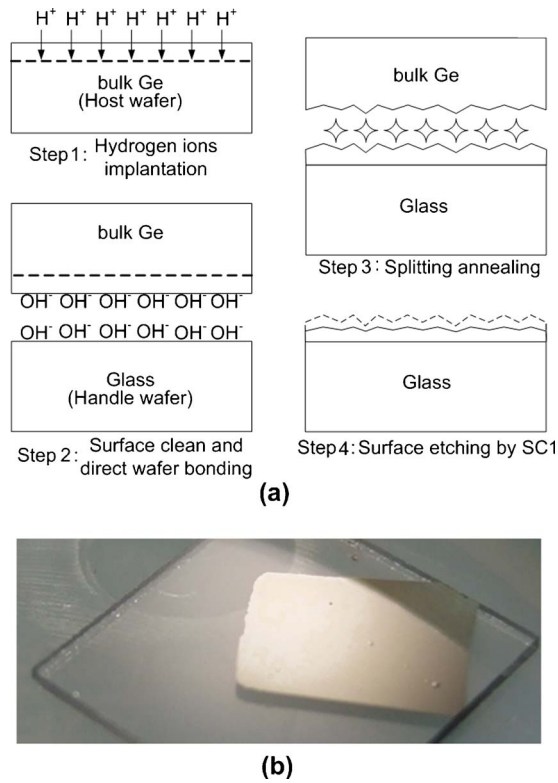 H+ H+ H+ H+ H+ H+ H+
bulk Ge
(Host wafer)
Step 1: Hydrogen ions
implantation
bulk Ge
OH- OH- OH- OH- OH- OH-
OH- OH- OH- OH- OH- OH-
Glass
(Handle wafer)
Step 2: Surface clean and
direct wafer bonding
bulk Ge
Glass
Step 3: Splitting annealing
Glass
Step 4: Surface etching by SC1
(a)
(b)